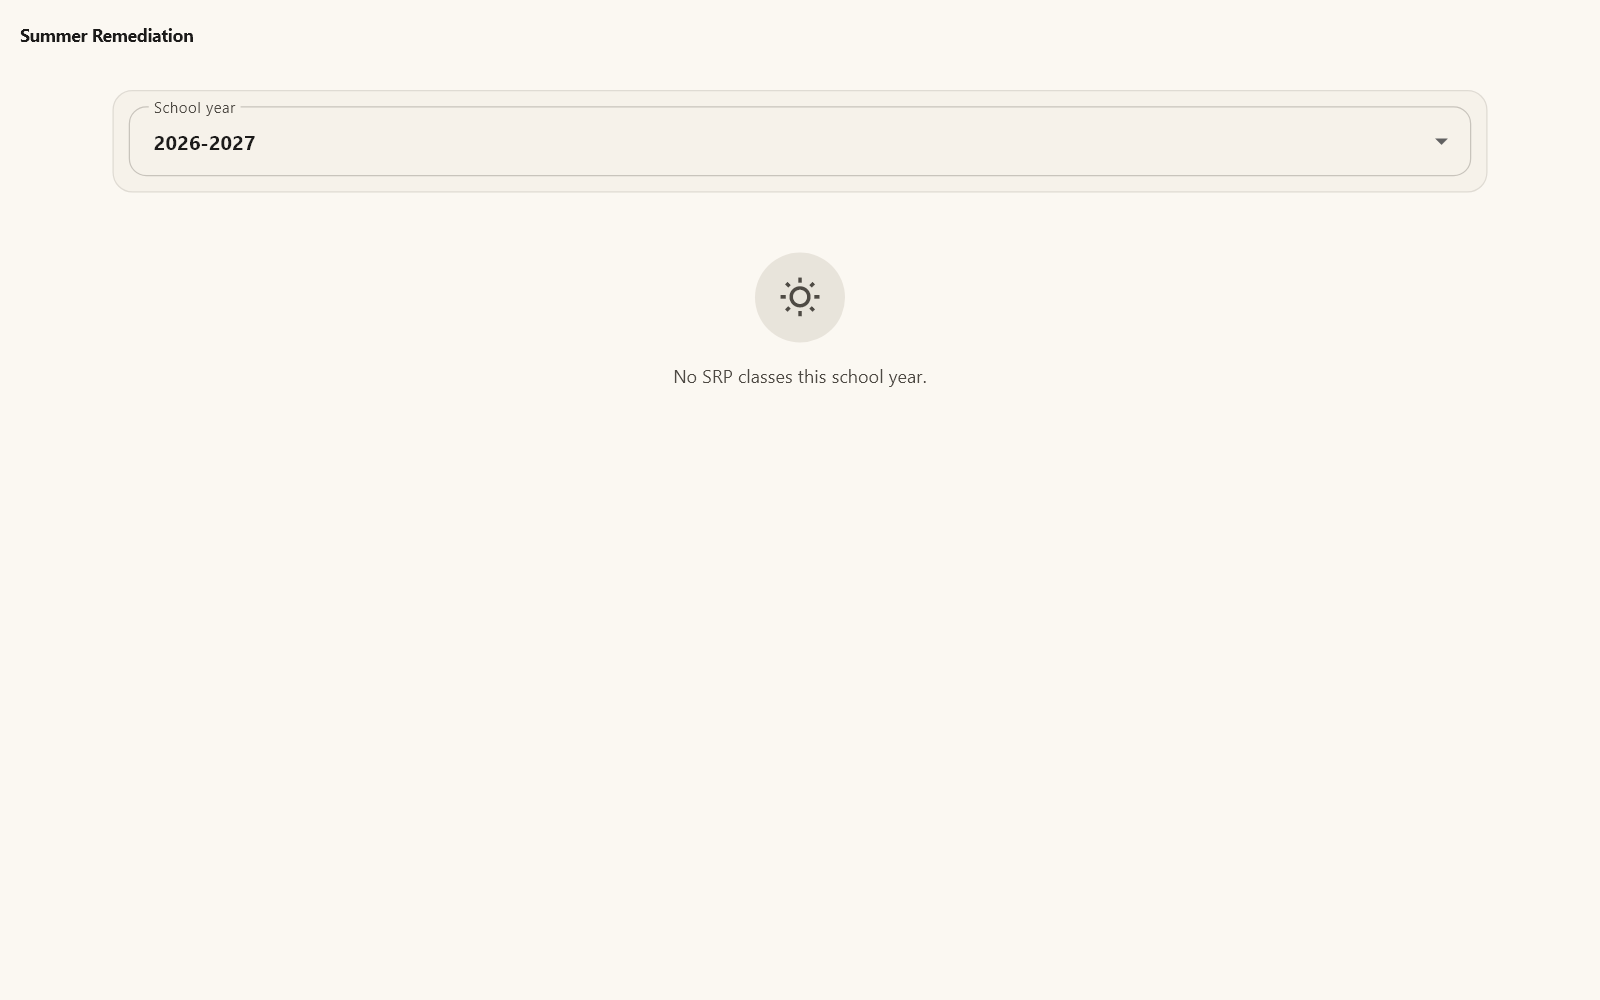 Summer Remediation
School year
2026-2027
No SRP classes this school year.